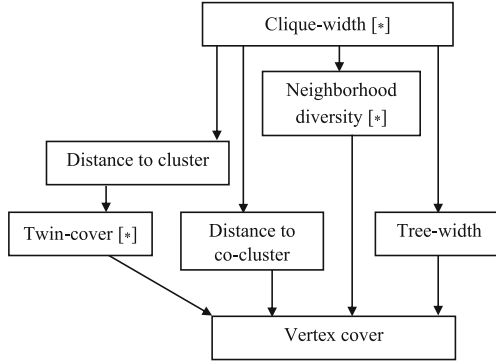 Clique-width [*]
Neighborhood
diversity [*]
Distance to cluster
Twin-cover [*]
Distance to
co-cluster
Tree-width
Vertex cover